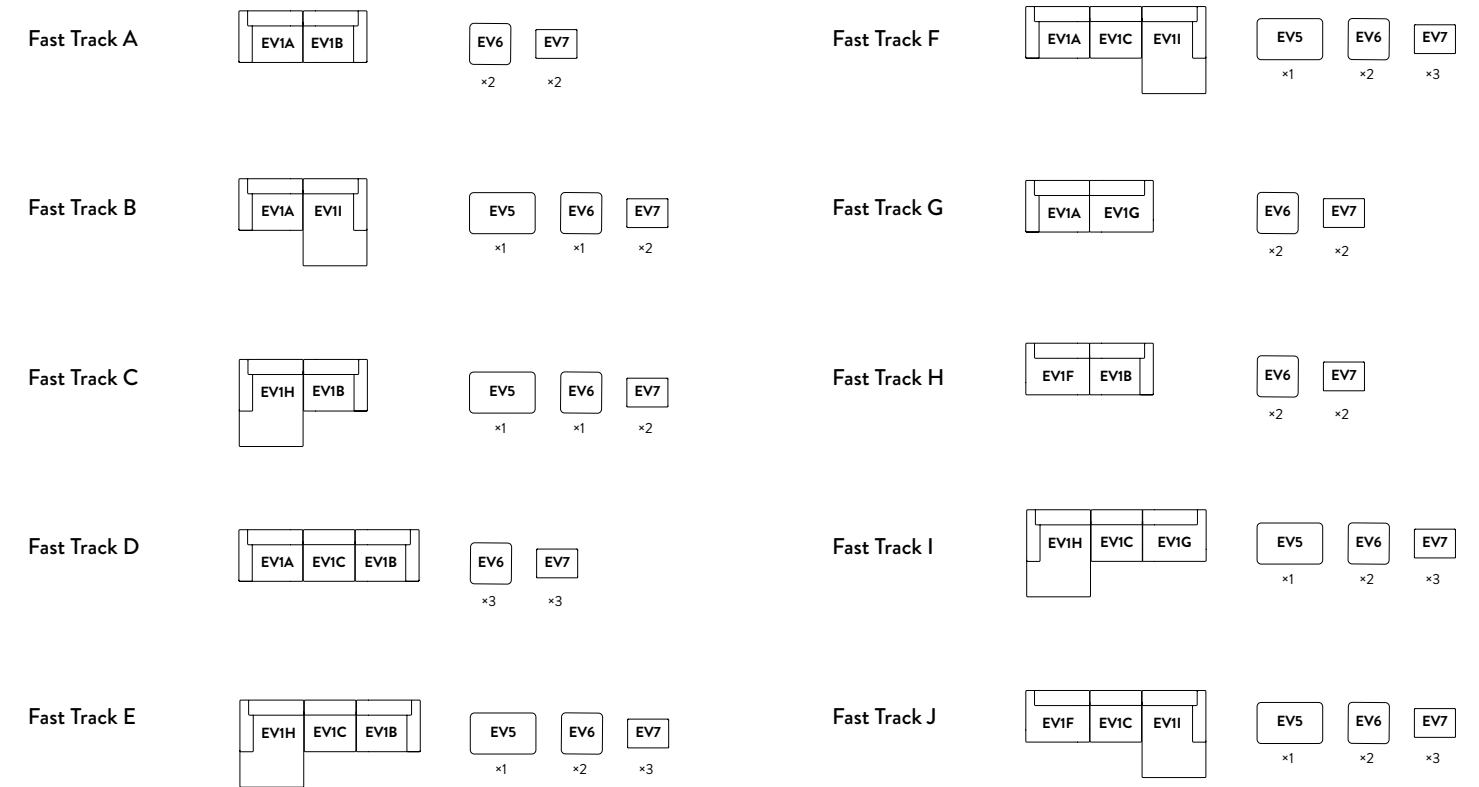 Fast Track A
EV1A EV1B
EV6 EV7
×2 ×2
Fast Track B
EV1A EV1I
EV5 EV6 EV7
×1 ×1 ×2
Fast Track C
EV1H EV1B
EV5 EV6 EV7
×1 ×1 ×2
Fast Track D
EV1A EV1C EV1B
EV6 EV7
×3 ×3
Fast Track E
EV1H EV1C EV1B
EV5 EV6 EV7
×1 ×2 ×3
Fast Track F
EV1A EV1C EV1I
EV5 EV6 EV7
×1 ×2 ×3
Fast Track G
EV1A EV1G
EV6 EV7
×2 ×2
Fast Track H
EV1F EV1B
EV6 EV7
×2 ×2
Fast Track I
EV1H EV1C EV1G
EV5 EV6 EV7
×1 ×2 ×3
Fast Track J
EV1F EV1C EV1I
EV5 EV6 EV7
×1 ×2 ×3